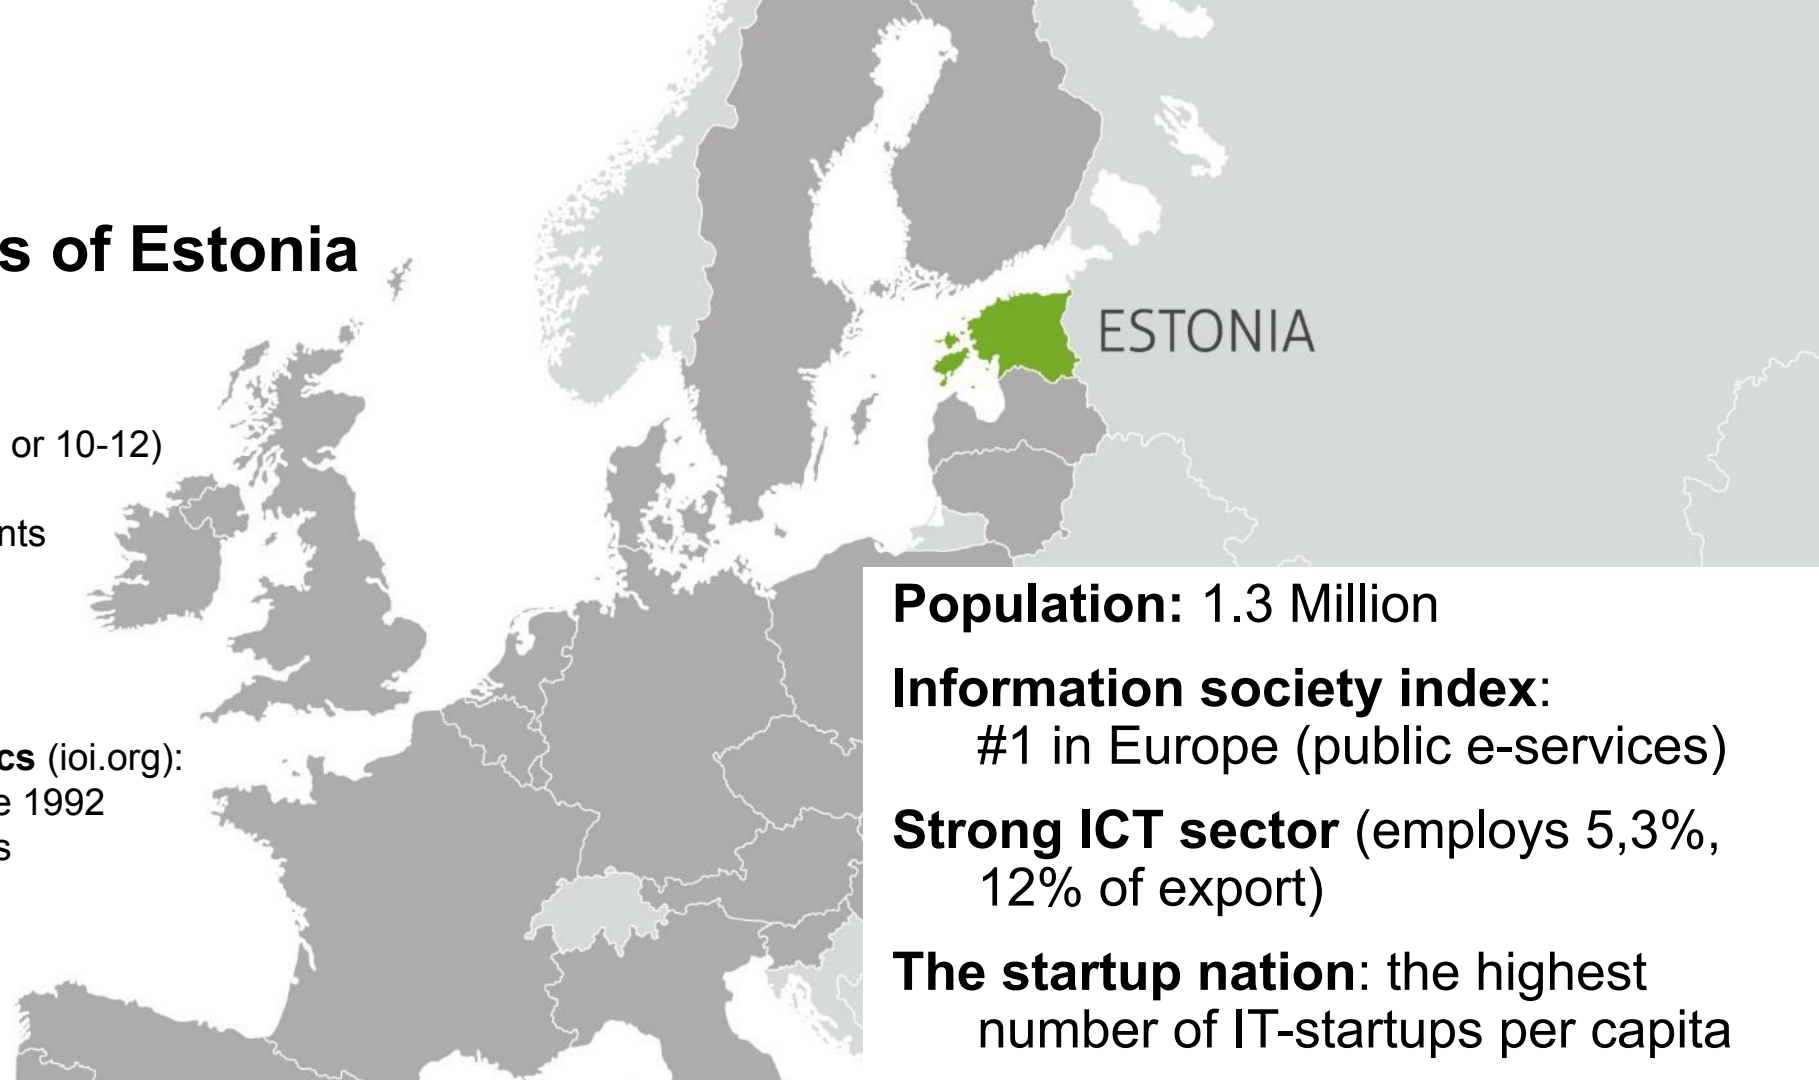 s of Estonia
ESTONIA
or 10-12)
nts
cs (ioi.org):
e 1992
s
Population: 1.3 Million
Information society index:
#1 in Europe (public e-services)
Strong ICT sector (employs 5,3%,
12% of export)
The startup nation: the highest
number of IT-startups per capita